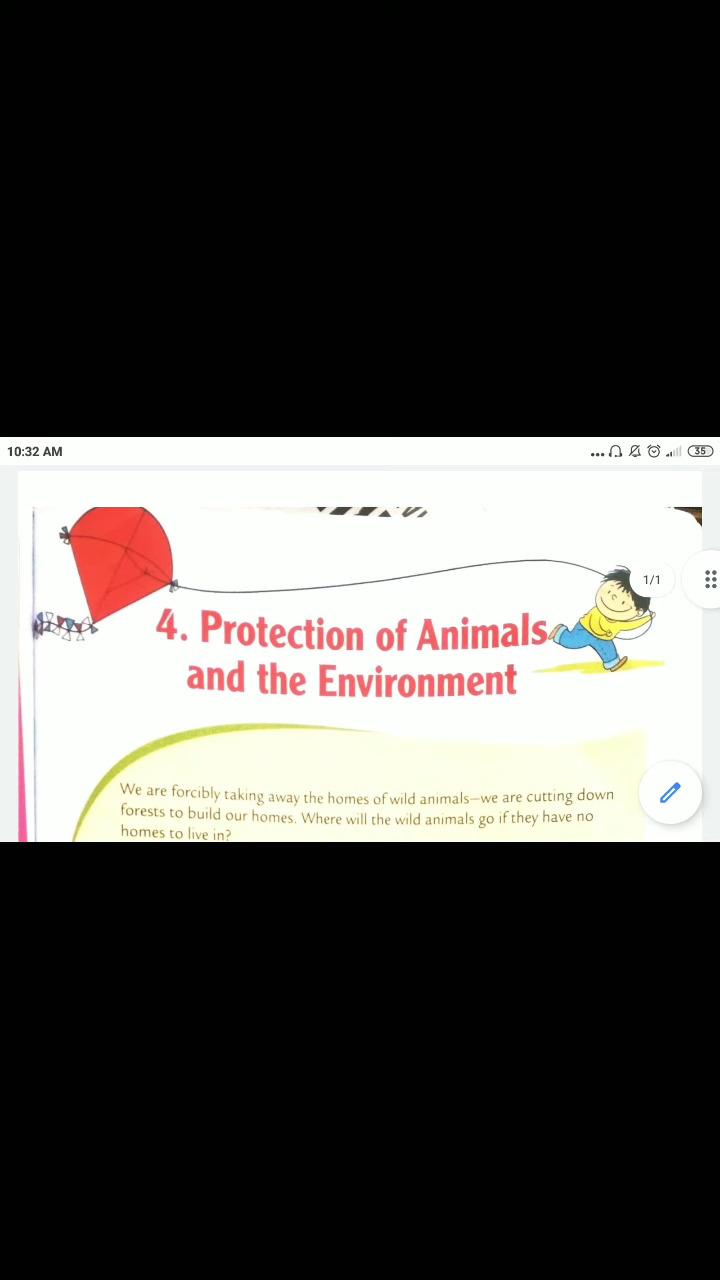 10:32 AM
35
1/1
4. Protection of Animals
and the Environment
We are forcibly taking away the homes of wild animals—we are cutting down
forests to build our homes. Where will the wild animals go if they have no
homes to live in?